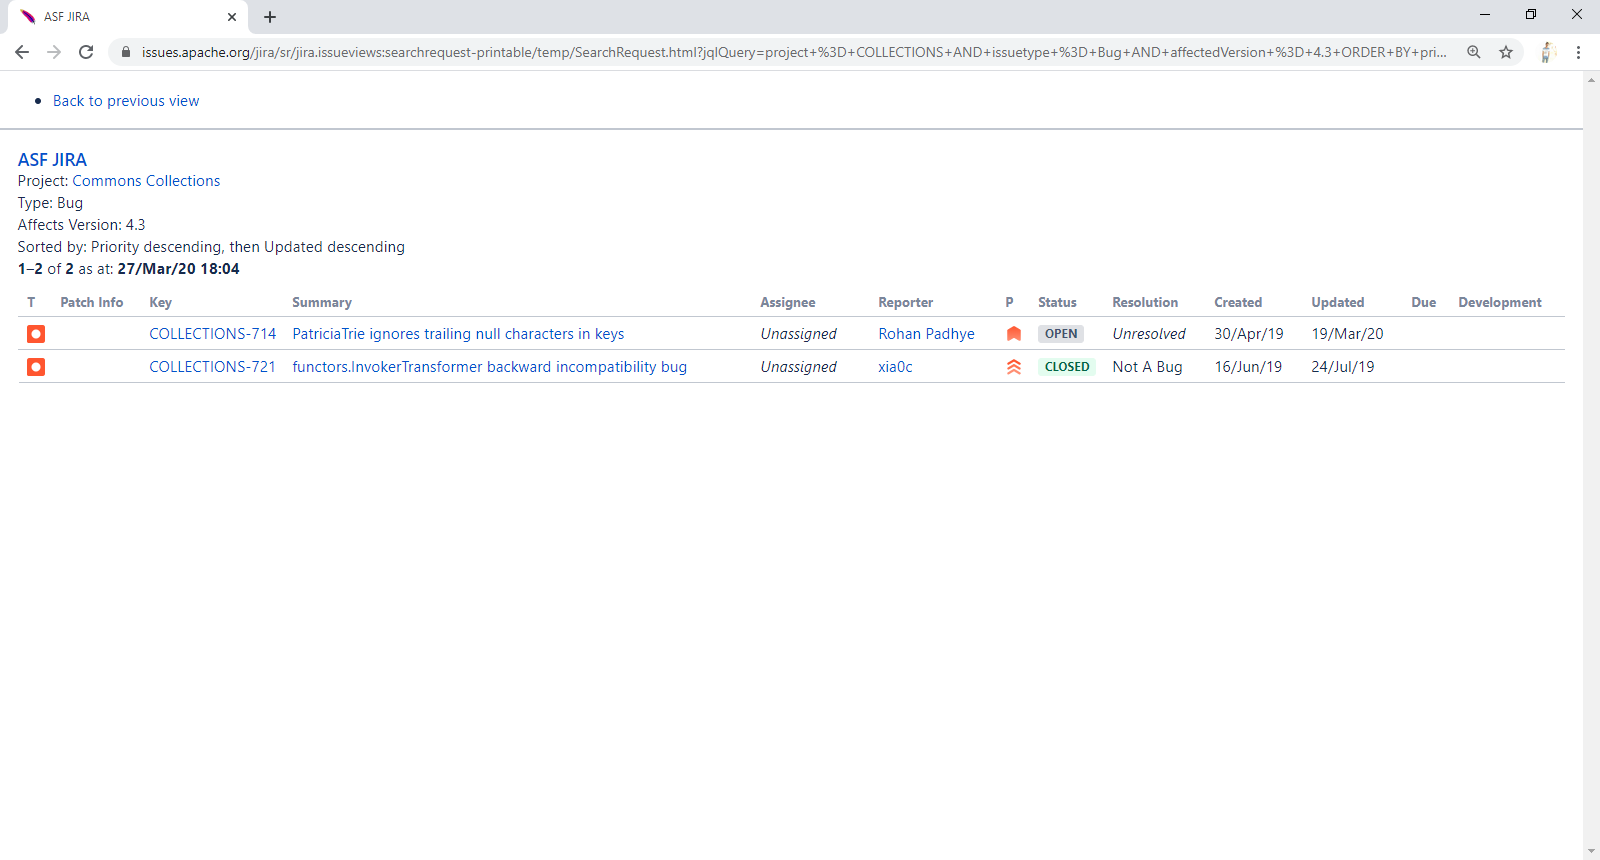 ASF JIRA
issues.apache.org/jira/sr/jira.issueviews:searchrequest-printable/temp/SearchRequest.html?jqlQuery=project+%3D+COLLECTIONS+AND+issuetype+%3D+Bug+AND+affectedVersion+%3D+4.3+ORDER+BY+pri...
• Back to previous view
ASF JIRA
Project: Commons Collections
Type: Bug
Affects Version: 4.3
Sorted by: Priority descending, then Updated descending
1–2 of 2 as at: 27/Mar/20 18:04
T Patch Info Key Summary Assignee Reporter P Status Resolution Created Updated Due Development
COLLECTIONS-714 PatriciaTrie ignores trailing null characters in keys Unassigned Rohan Padhye OPEN Unresolved 30/Apr/19 19/Mar/20
COLLECTIONS-721 functors.InvokerTransformer backward incompatibility bug Unassigned xia0c CLOSED Not A Bug 16/Jun/19 24/Jul/19